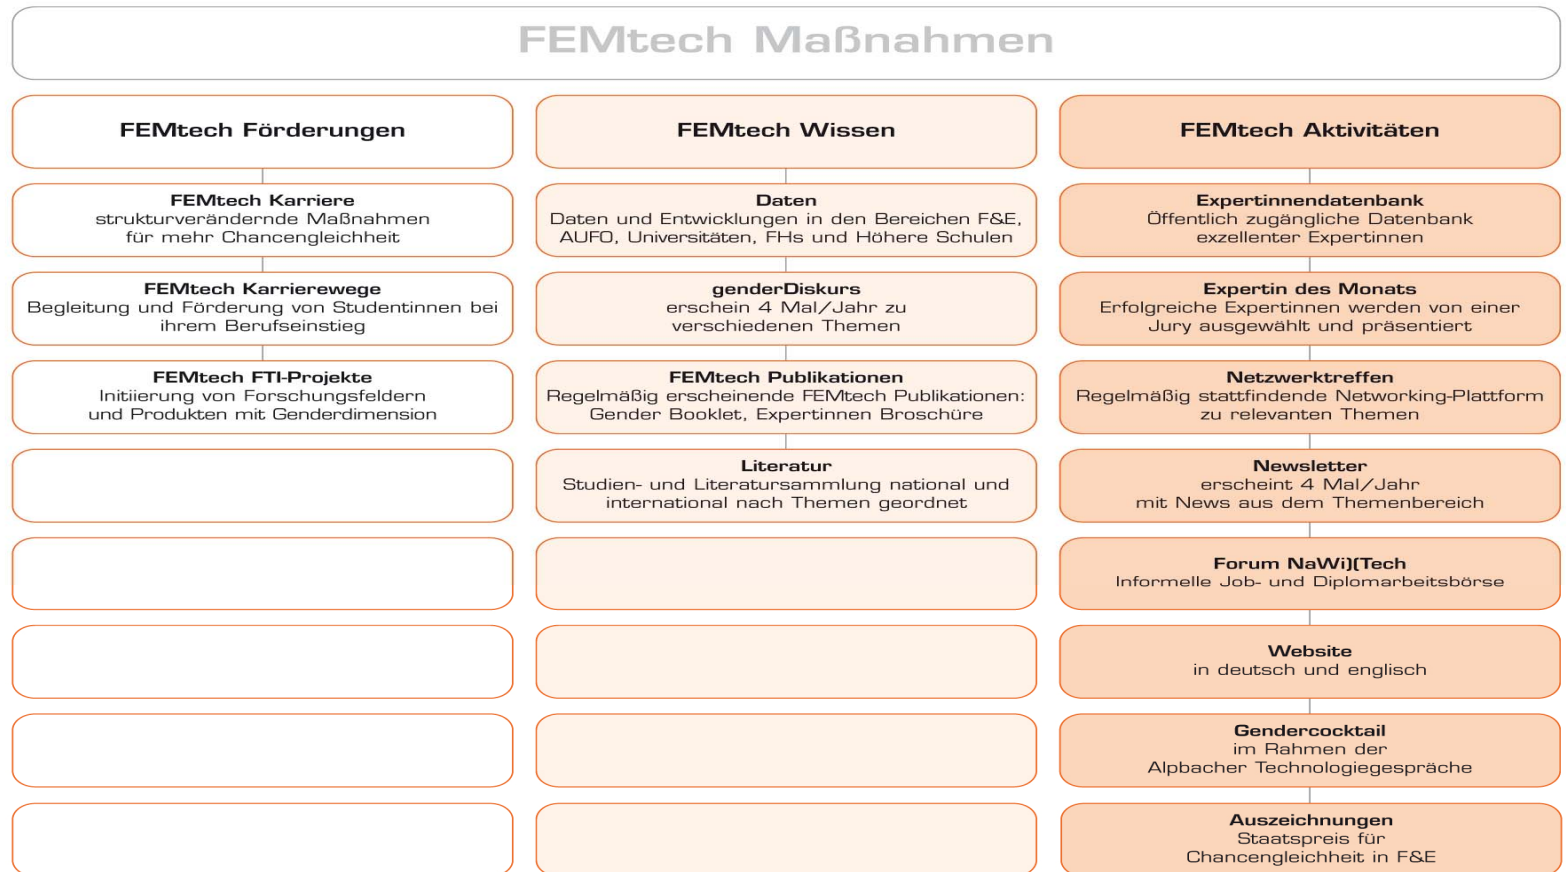 FEMtech Maßnahmen
FEMtech Förderungen
FEMtech Karriere
strukturverändernde Maßnahmen
für mehr Chancengleichheit
FEMtech Karrierewege
Begleitung und Förderung von Studentinnen bei
ihrem Berufseinstieg
FEMtech FTI-Projekte
Initiierung von Forschungsfeldern
und Produkten mit Genderdimension
FEMtech Wissen
Daten
Daten und Entwicklungen in den Bereichen F&E,
AUFO, Universitäten, FHs und Höhere Schulen
genderDiskurs
erschein 4 Mal/Jahr zu
verschiedenen Themen
FEMtech Publikationen
Regelmäßig erscheinende FEMtech Publikationen:
Gender Booklet, Expertinnen Broschüre
Literatur
Studien- und Literatursammlung national und
international nach Themen geordnet
FEMtech Aktivitäten
Expertinnendatenbank
Öffentlich zugängliche Datenbank
exzellenter Expertinnen
Expertin des Monats
Erfolgreiche Expertinnen werden von einer
Jury ausgewählt und präsentiert
Netzwerktreffen
Regelmäßig stattfindende Networking-Plattform
zu relevanten Themen
Newsletter
erscheint 4 Mal/Jahr
mit News aus dem Themenbereich
Forum NaWi)(Tech
Informelle Job- und Diplomarbeitsbörse
Website
in deutsch und englisch
Gendercocktail
im Rahmen der
Alpbacher Technologiegespräche
Auszeichnungen
Staatspreis für
Chancengleichheit in F&E